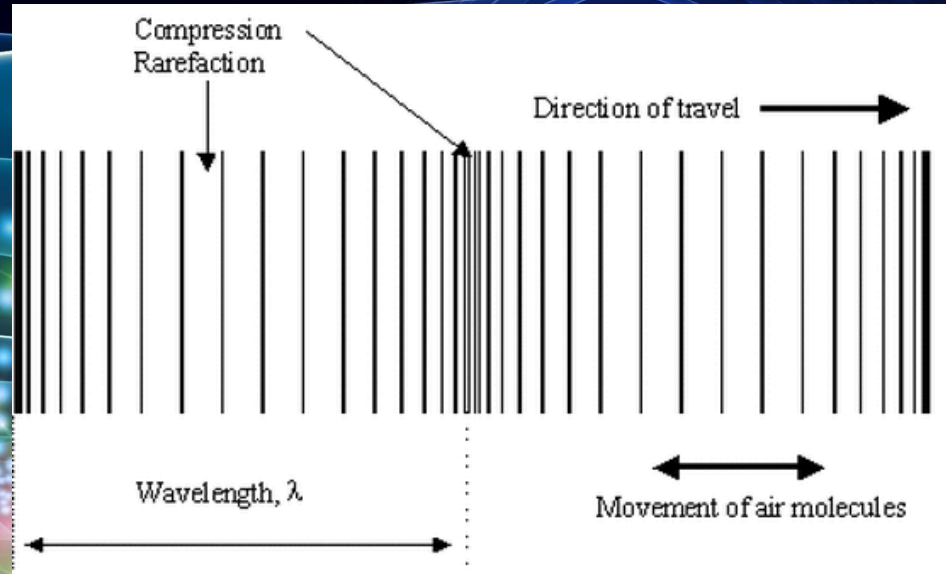 Compression
Rarefaction
Direction of travel
Wavelength, λ
Movement of air molecules